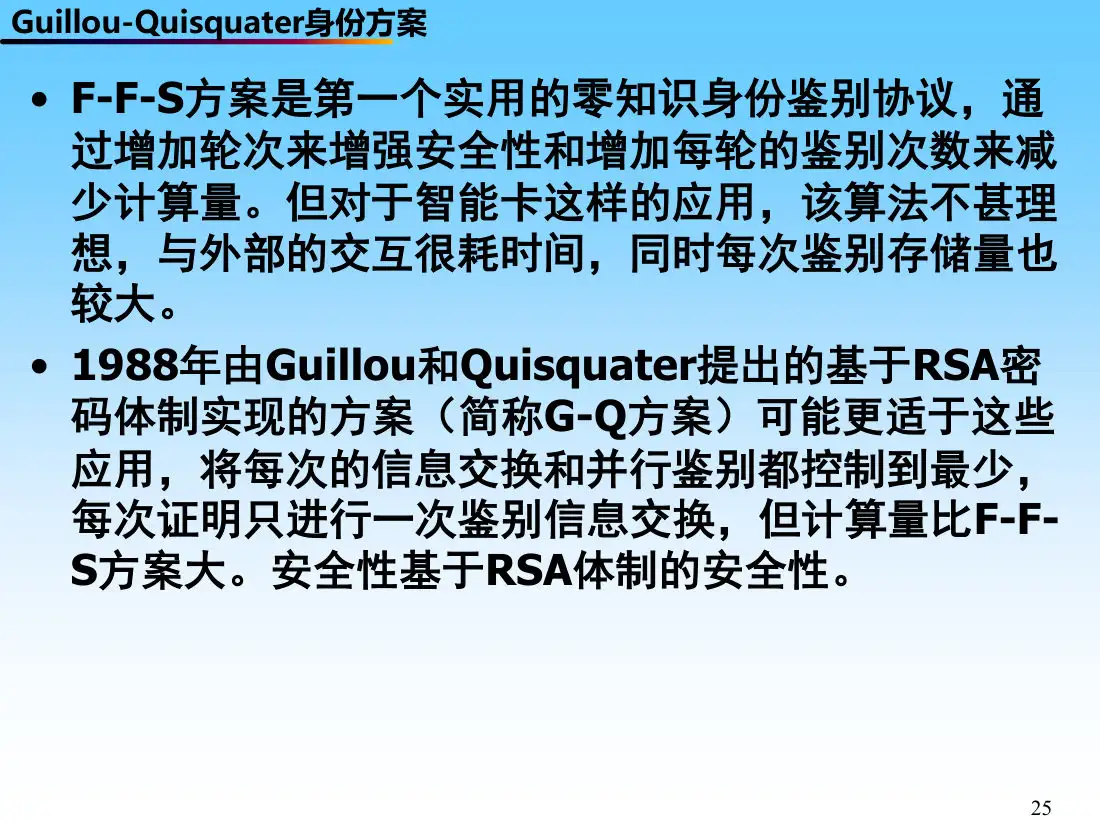 Guillou-Quisquater身份方案
• F-F-S方案是第一个实用的零知识身份鉴别协议，通
过增加轮次来增强安全性和增加每轮的鉴别次数来减
少计算量。但对于智能卡这样的应用，该算法不甚理
想，与外部的交互很耗时间，同时每次鉴别存储量也
较大。
• 1988年由Guillou和Quisquater提出的基于RSA密
码体制实现的方案（简称G-Q方案）可能更适于这些
应用，将每次的信息交换和并行鉴别都控制到最少，
每次证明只进行一次鉴别信息交换，但计算量比F-F-
S方案大。安全性基于RSA体制的安全性。
25